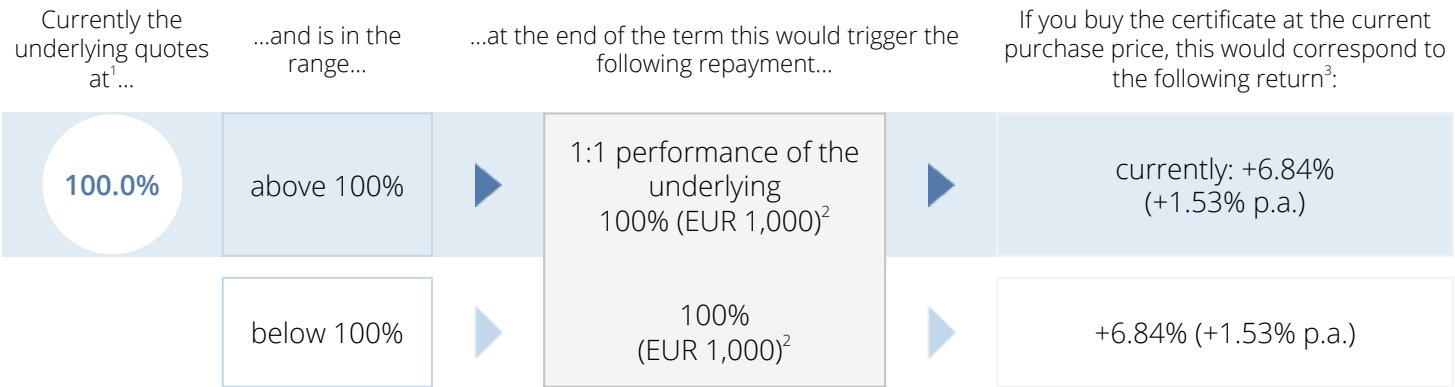 Currently the
underlying quotes
at¹...
...and is in the
range...
...at the end of the term this would trigger the
following repayment...
If you buy the certificate at the current
purchase price, this would correspond to
the following return³:
100.0%
above 100%
1:1 performance of the
underlying
100% (EUR 1,000)²
currently: +6.84%
(+1.53% p.a.)
below 100%
100%
(EUR 1,000)²
+6.84% (+1.53% p.a.)